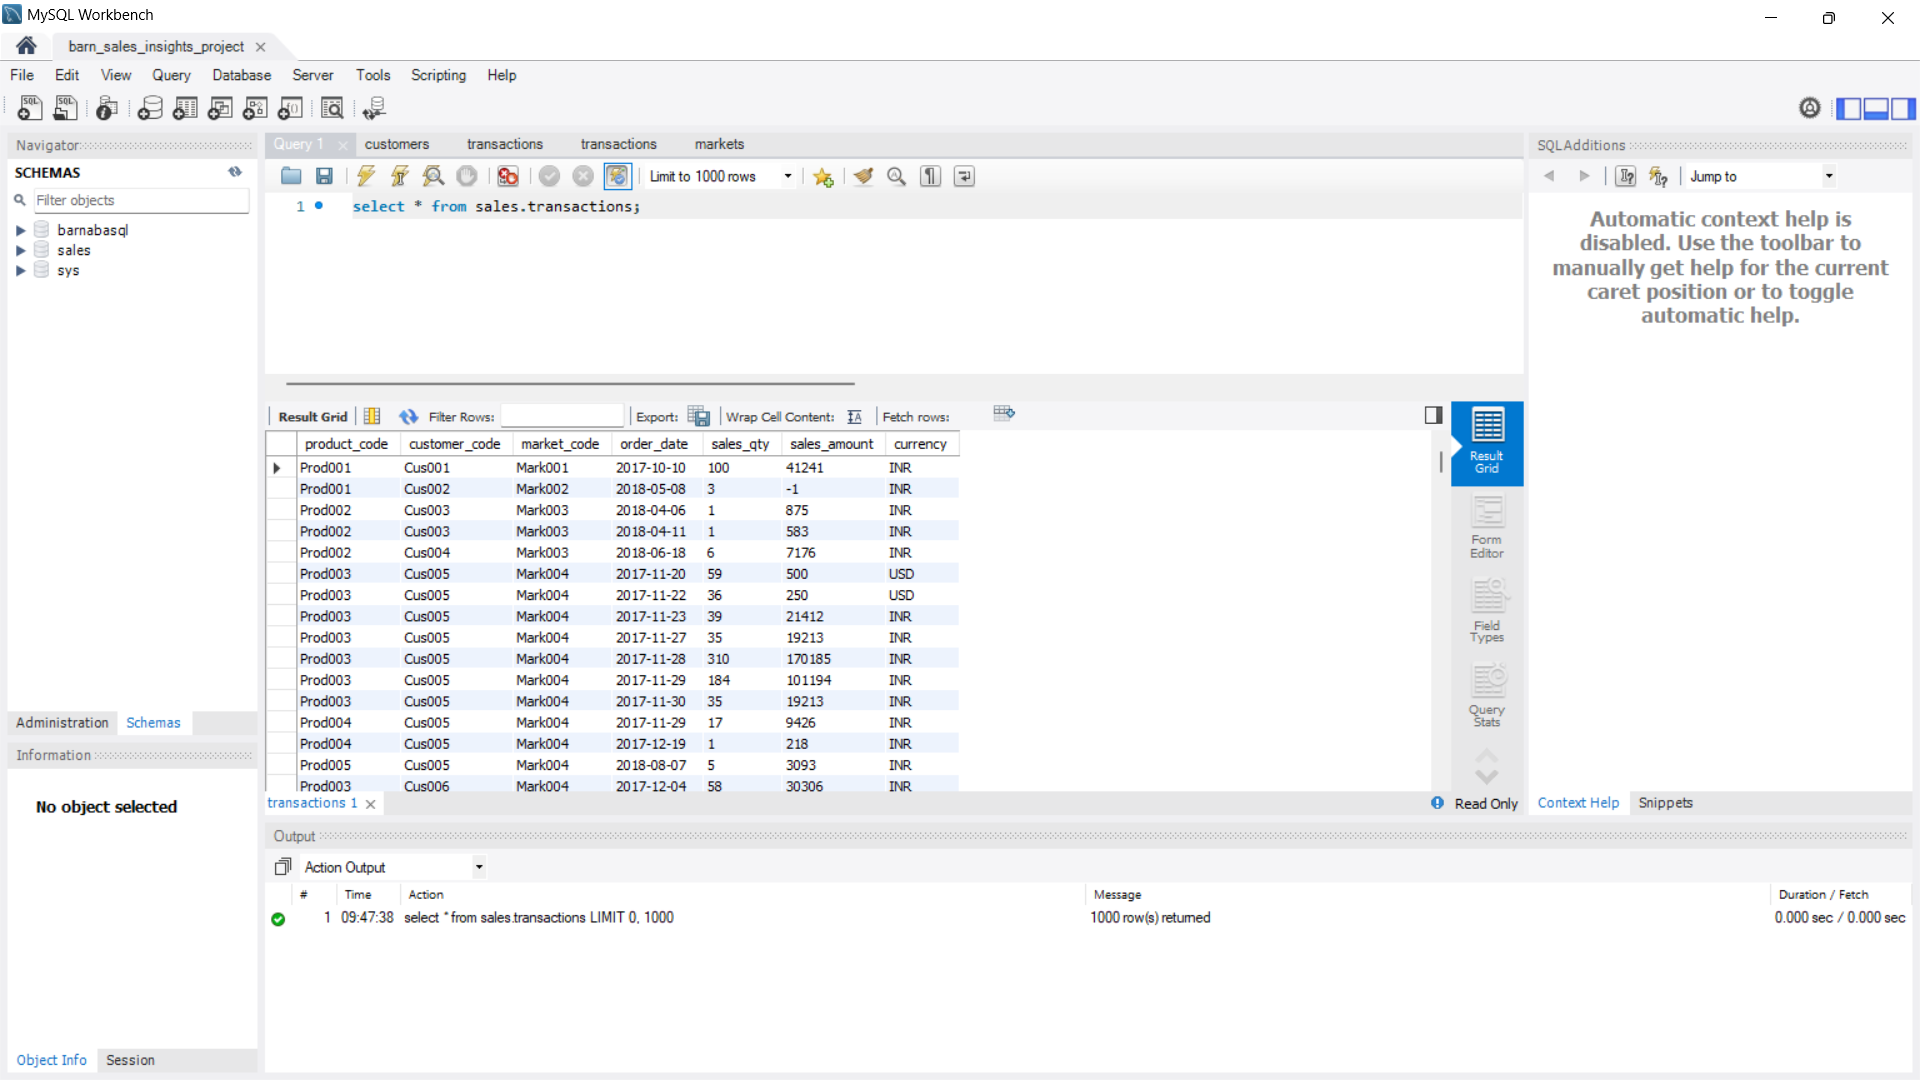 MySQL Workbench
barn_sales_insights_project
File Edit View Query Database Server Tools Scripting Help
Navigator
SCHEMAS
Filter objects
barnabasql
sales
sys
Administration Schemas
Information
No object selected
Object Info Session
Query 1 customers transactions transactions markets
Limit to 1000 rows
1 select * from sales.transactions;
Result Grid Filter Rows: Export: Wrap Cell Content: Fetch rows:
product_code customer_code market_code order_date sales_qty sales_amount currency
Prod001 Cus001 Mark001 2017-10-10 100 41241 INR
Prod001 Cus002 Mark002 2018-05-08 3 -1 INR
Prod002 Cus003 Mark003 2018-04-06 1 875 INR
Prod002 Cus003 Mark003 2018-04-11 1 583 INR
Prod002 Cus004 Mark003 2018-06-18 6 7176 INR
Prod003 Cus005 Mark004 2017-11-20 59 500 USD
Prod003 Cus005 Mark004 2017-11-22 36 250 USD
Prod003 Cus005 Mark004 2017-11-23 39 21412 INR
Prod003 Cus005 Mark004 2017-11-27 35 19213 INR
Prod003 Cus005 Mark004 2017-11-28 310 170185 INR
Prod003 Cus005 Mark004 2017-11-29 184 101194 INR
Prod003 Cus005 Mark004 2017-11-30 35 19213 INR
Prod004 Cus005 Mark004 2017-11-29 17 9426 INR
Prod004 Cus005 Mark004 2017-12-19 1 218 INR
Prod005 Cus005 Mark004 2018-08-07 5 3093 INR
Prod003 Cus006 Mark004 2017-12-04 58 30306 INR
Result
Grid
Form
Editor
Field
Types
Query
Stats
transactions 1
Read Only
SQLAdditions
Jump to
Automatic context help is
disabled. Use the toolbar to
manually get help for the current
caret position or to toggle
automatic help.
Context Help Snippets
Output
Action Output
# Time Action Message Duration / Fetch
1 09:47:38 select * from sales.transactions LIMIT 0, 1000 1000 row(s) returned 0.000 sec / 0.000 sec